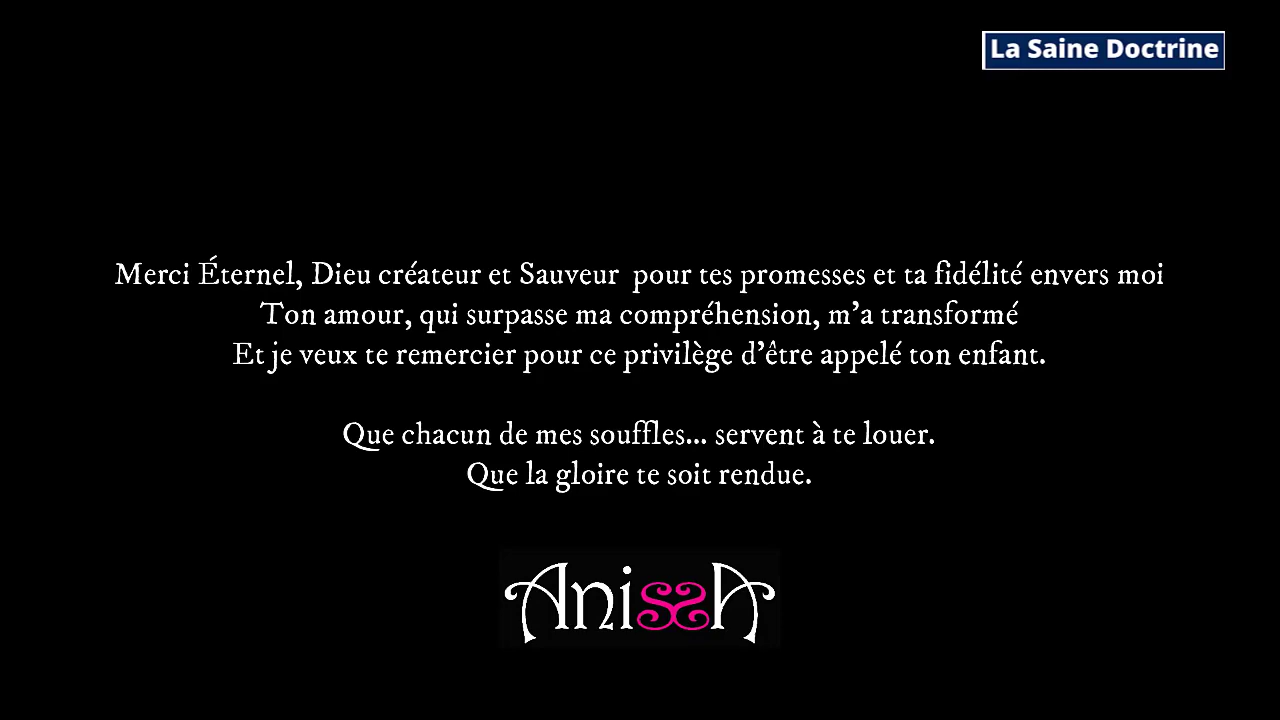 La Saine Doctrine
Merci Éternel, Dieu créateur et Sauveur  pour tes promesses et ta fidélité envers moi
Ton amour, qui surpasse ma compréhension, m’a transformé
Et je veux te remercier pour ce privilège d’être appelé ton enfant.
Que chacun de mes souffles... servent à te louer.
Que la gloire te soit rendue.
AnissA